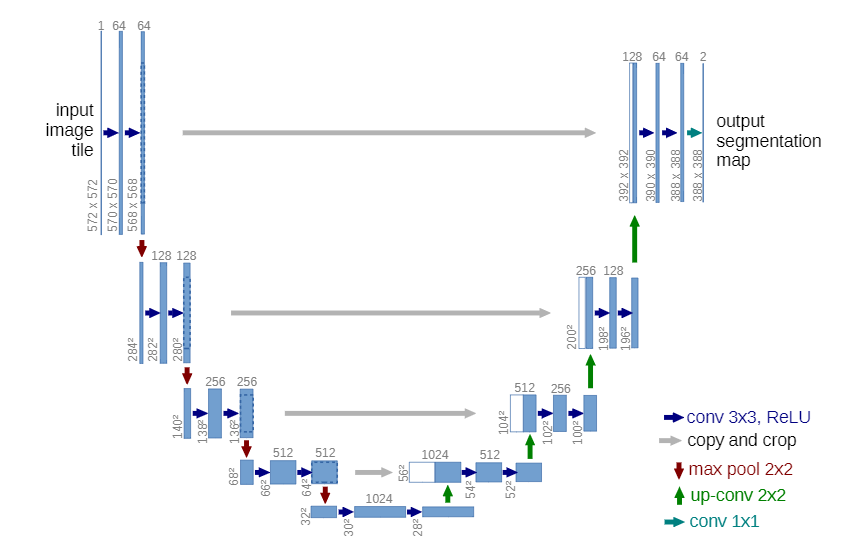 1 64 64
input
image
tile
572 x 572
570 x 570
568 x 568
128 64 64 2
output
segmentation
map
392 x 392
390 x 390
388 x 388
388 x 388
128 128
284²
282²
280²
256 128
200²
198²
196²
256 256
140²
138²
136²
512 256
104²
102²
100²
512 512
68²
66²
64²
1024 512
56²
54²
52²
1024
32²
30²
28²
conv 3x3, ReLU
copy and crop
max pool 2x2
up-conv 2x2
conv 1x1